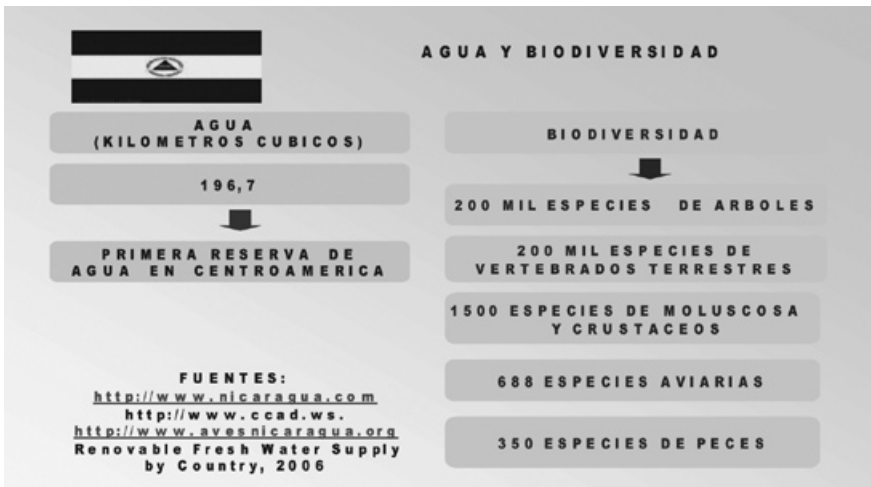 AGUA Y BIODIVERSIDAD
AGUA
(KILOMETROS CUBICOS)
196,7
PRIMERA RESERVA DE
AGUA EN CENTROAMERICA
BIODIVERSIDAD
200 MIL ESPECIES DE ARBOLES
200 MIL ESPECIES DE
VERTEBRADOS TERRESTRES
1500 ESPECIES DE MOLUSCOSA
Y CRUSTACEOS
688 ESPECIES AVIARIAS
350 ESPECIES DE PECES
FUENTES:
http://www.nicaragua.com
http://www.ccad.ws.
http://www.avesnicaragua.org
Renovable Fresh Water Supply
by Country, 2006